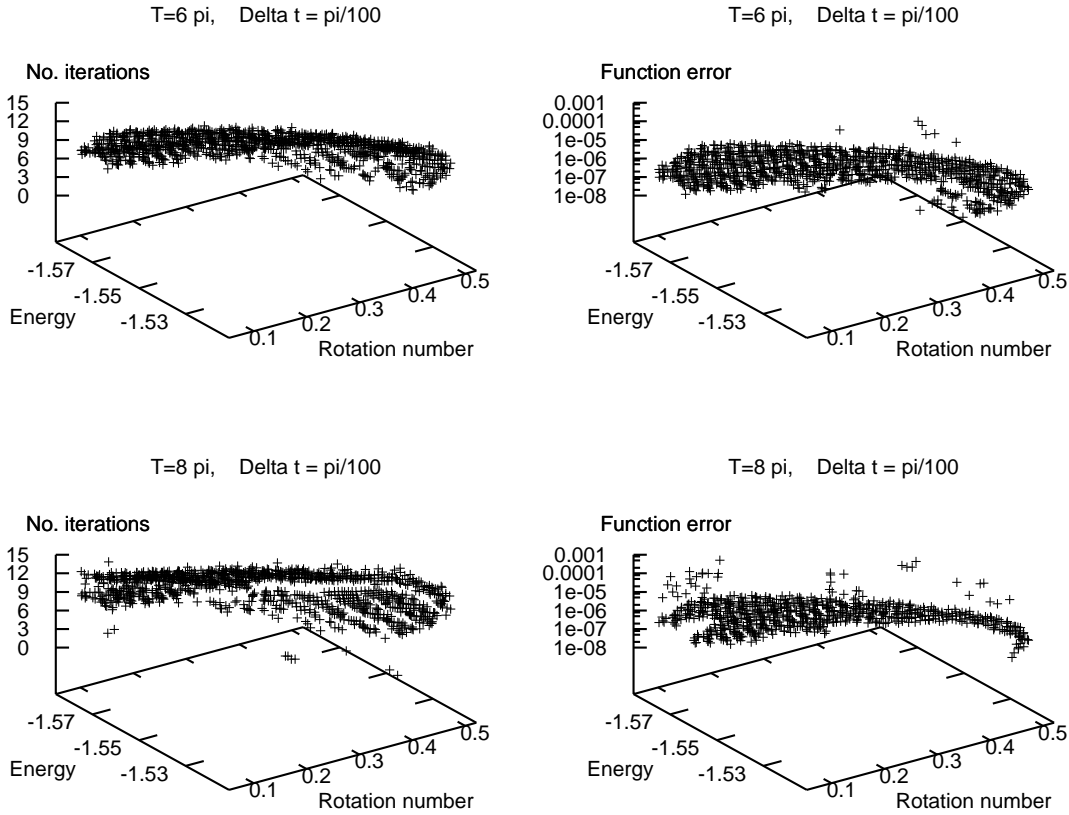 T=6 pi,    Delta t = pi/100
No. iterations
15
12
9
6
3
0
-1.57
-1.55
-1.53
Energy
0.1
0.2
0.3
0.4
0.5
Rotation number
T=6 pi,    Delta t = pi/100
Function error
0.001
0.0001
1e-05
1e-06
1e-07
1e-08
-1.57
-1.55
-1.53
Energy
0.1
0.2
0.3
0.4
0.5
Rotation number
T=8 pi,    Delta t = pi/100
No. iterations
15
12
9
6
3
0
-1.57
-1.55
-1.53
Energy
0.1
0.2
0.3
0.4
0.5
Rotation number
T=8 pi,    Delta t = pi/100
Function error
0.001
0.0001
1e-05
1e-06
1e-07
1e-08
-1.57
-1.55
-1.53
Energy
0.1
0.2
0.3
0.4
0.5
Rotation number